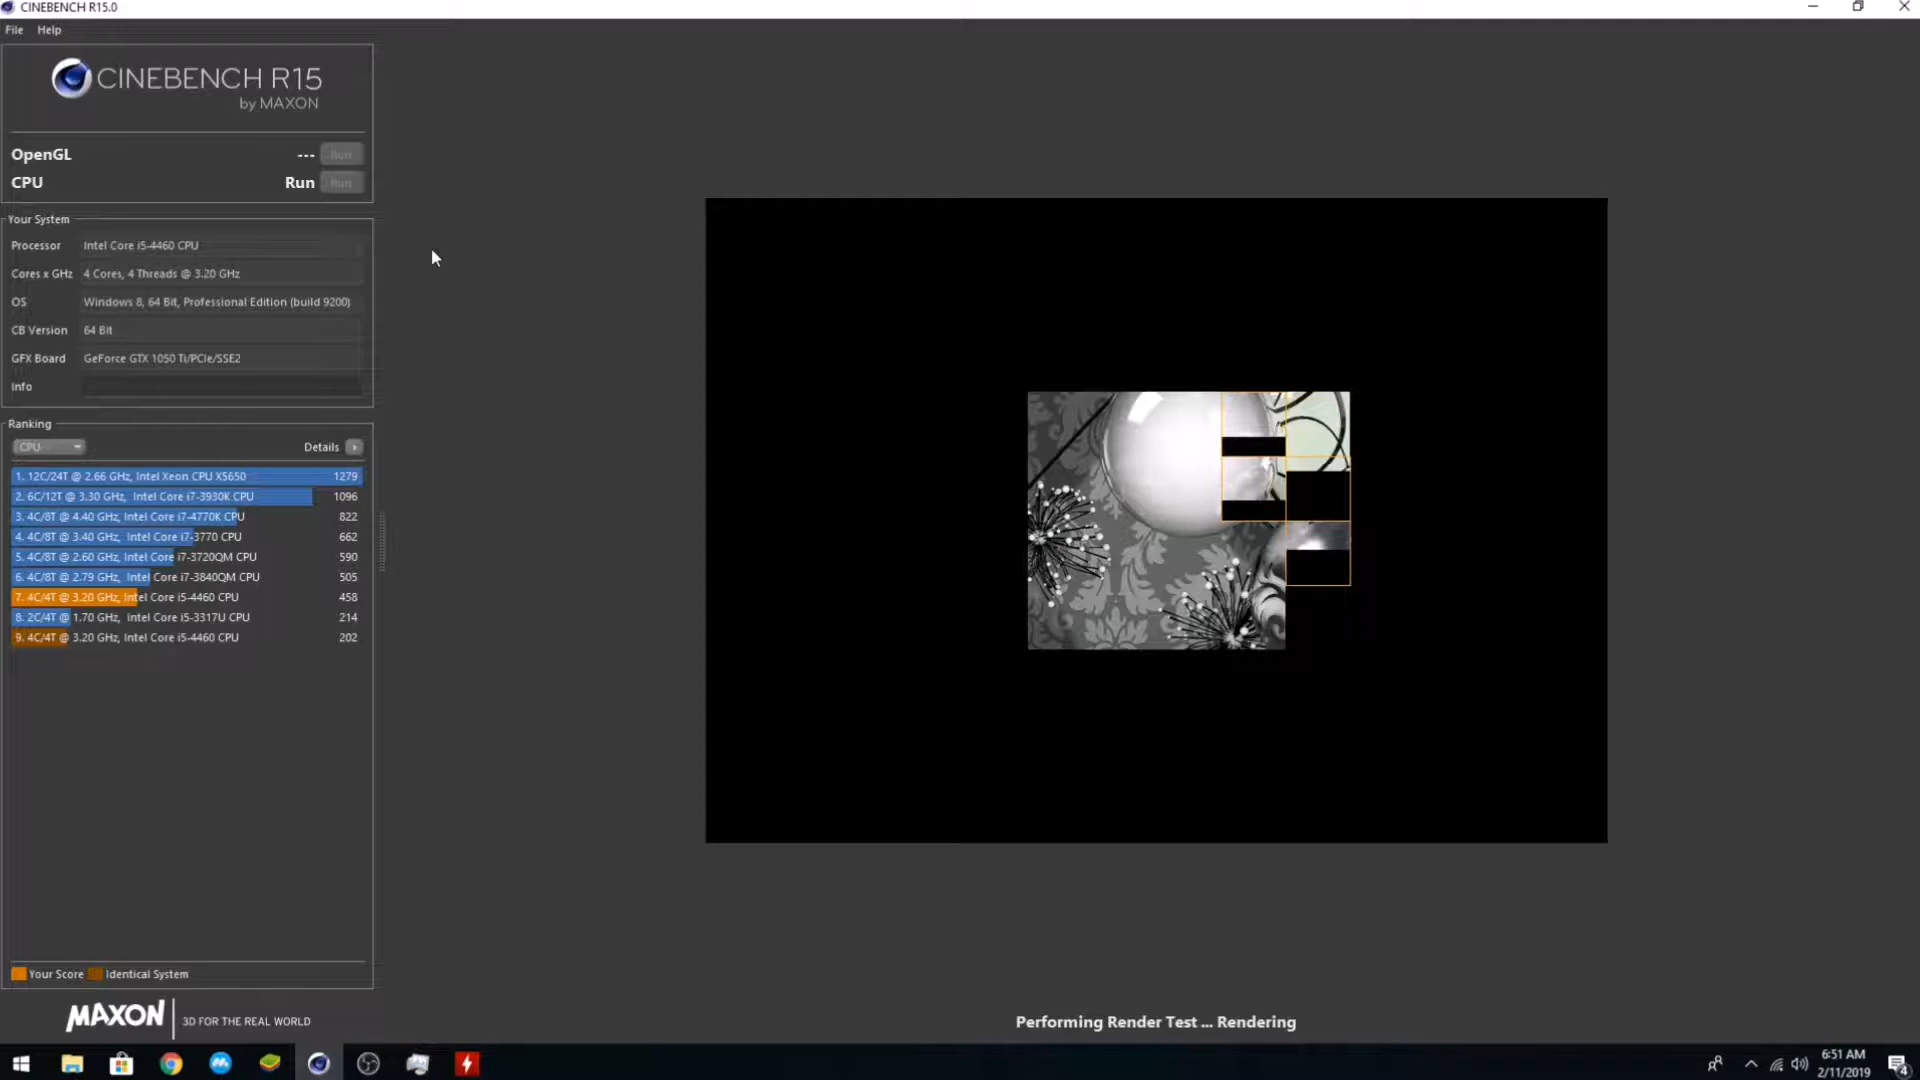 CINEBENCH R15.0
File Help
CINEBENCH R15
by MAXON
OpenGL --- Run
CPU Run Run
Your System
Processor Intel Core i5-4460 CPU
Cores x GHz 4 Cores, 4 Threads @ 3.20 GHz
OS Windows 8, 64 Bit, Professional Edition (build 9200)
CB Version 64 Bit
GFX Board GeForce GTX 1050 Ti/PCIe/SSE2
Info
Ranking
CPU Details
1. 12C/24T @ 2.66 GHz, Intel Xeon CPU X5650 1279
2. 6C/12T @ 3.30 GHz, Intel Core i7-3930K CPU 1096
3. 4C/8T @ 4.40 GHz, Intel Core i7-4770K CPU 822
4. 4C/8T @ 3.40 GHz, Intel Core i7-3770 CPU 662
5. 4C/8T @ 2.60 GHz, Intel Core i7-3720QM CPU 590
6. 4C/8T @ 2.79 GHz, Intel Core i7-3840QM CPU 505
7. 4C/4T @ 3.20 GHz, Intel Core i5-4460 CPU 458
8. 2C/4T @ 1.70 GHz, Intel Core i5-3317U CPU 214
9. 4C/4T @ 3.20 GHz, Intel Core i5-4460 CPU 202
Your Score Identical System
MAXON 3D FOR THE REAL WORLD
Performing Render Test ... Rendering
6:51 AM
2/11/2019
4